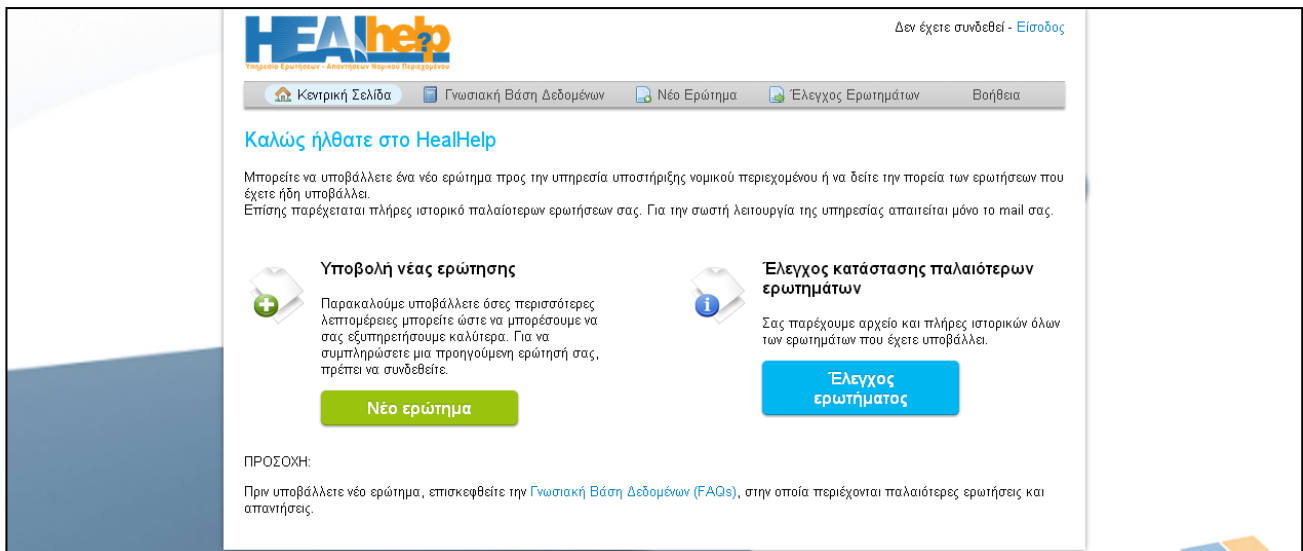 HEALhelp?
Υπηρεσία Ερωτήσεων - Απαντήσεων Νομικού Περιεχομένου
Δεν έχετε συνδεθεί - Είσοδος
Κεντρική Σελίδα Γνωσιακή Βάση Δεδομένων Νέο Ερώτημα Έλεγχος Ερωτημάτων Βοήθεια
Καλώς ήλθατε στο HealHelp
Μπορείτε να υποβάλλετε ένα νέο ερώτημα προς την υπηρεσία υποστήριξης νομικού περιεχομένου ή να δείτε την πορεία των ερωτήσεων που
έχετε ήδη υποβάλλει.
Επίσης παρέχεταται πλήρες ιστορικό παλαίοτερων ερωτήσεων σας. Για την σωστή λειτουργία της υπηρεσίας απαιτείται μόνο το mail σας.
Υποβολή νέας ερώτησης
Παρακαλούμε υποβάλλετε όσες περισσότερες
λεπτομέρειες μπορείτε ώστε να μπορέσουμε να
σας εξυπηρετήσουμε καλύτερα. Για να
συμπληρώσετε μια προηγούμενη ερώτησή σας,
πρέπει να συνδεθείτε.
Νέο ερώτημα
Έλεγχος κατάστασης παλαιότερων
ερωτημάτων
Σας παρέχουμε αρχείο και πλήρες ιστορικών όλων
των ερωτημάτων που έχετε υποβάλλει.
Έλεγχος
ερωτήματος
ΠΡΟΣΟΧΗ:
Πριν υποβάλλετε νέο ερώτημα, επισκεφθείτε την Γνωσιακή Βάση Δεδομένων (FAQs), στην οποία περιέχονται παλαιότερες ερωτήσεις και
απαντήσεις.